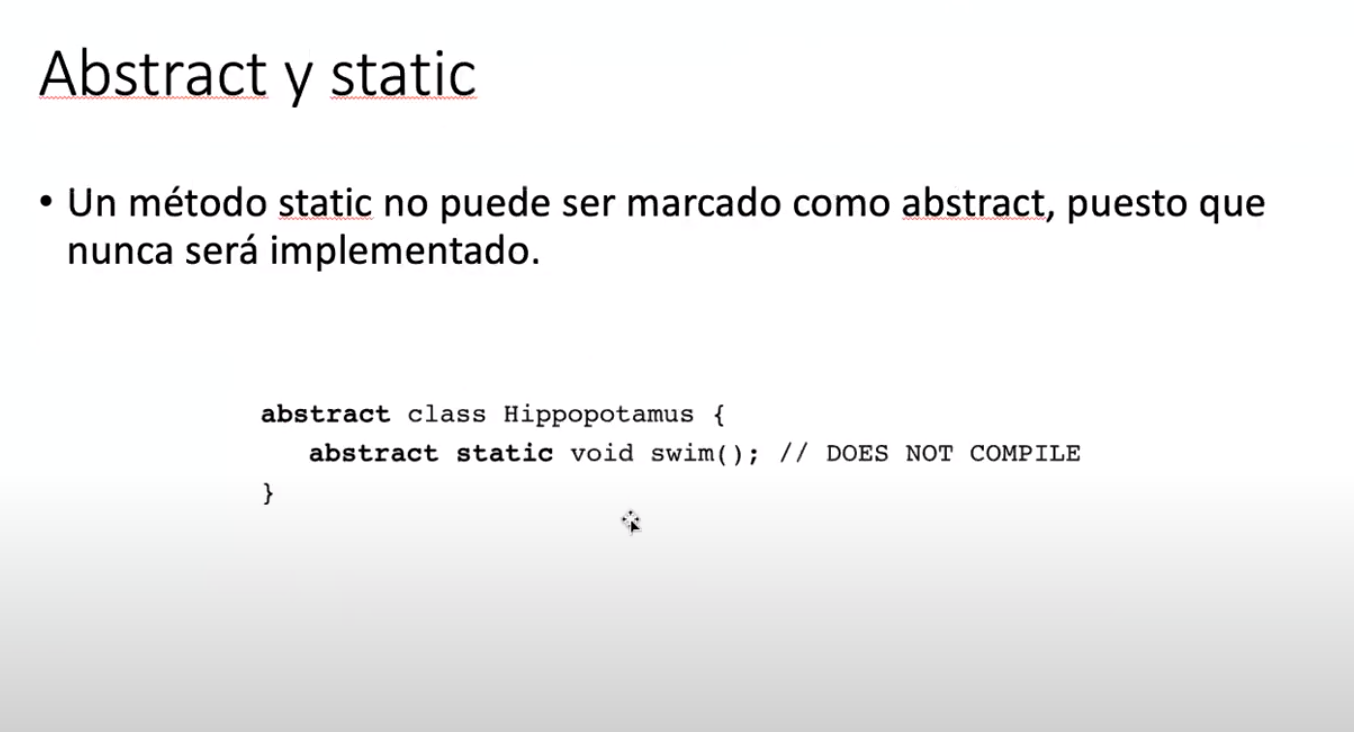 Abstract y static
• Un método static no puede ser marcado como abstract, puesto que
nunca será implementado.
abstract class Hippopotamus {
abstract static void swim(); // DOES NOT COMPILE
}